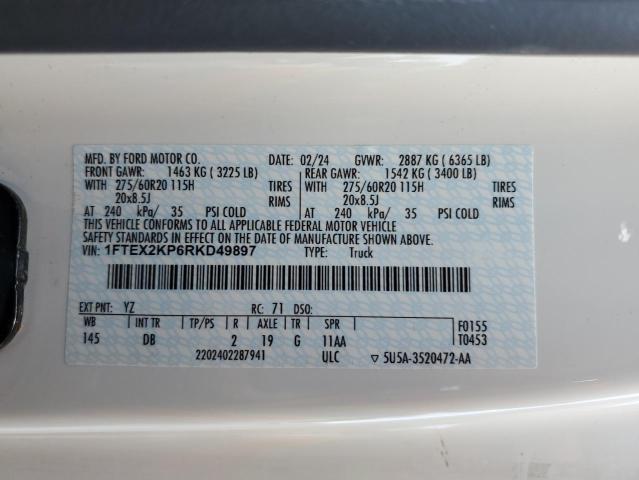 MFD. BY FORD MOTOR CO. DATE: 02/24 GVWR: 2887 KG ( 6365 LB)
FRONT GAWR: 1463 KG ( 3225 LB) REAR GAWR: 1542 KG ( 3400 LB)
WITH 275/60R20 115H TIRES WITH 275/60R20 115H TIRES
20x8.5J RIMS 20x8.5J RIMS
AT 240 kPa/ 35 PSI COLD AT 240 kPa/ 35 PSI COLD
THIS VEHICLE CONFORMS TO ALL APPLICABLE FEDERAL MOTOR VEHICLE
SAFETY STANDARDS IN EFFECT ON THE DATE OF MANUFACTURE SHOWN ABOVE.
VIN: 1FTEX2KP6RKD49897 TYPE: Truck
EXT PNT: YZ RC: 71 DSO:
WB INT TR TP/PS R AXLE TR SPR F0155
145 DB 2 19 G 11AA T0453
2202402287941 ULC ▽ 5U5A-3520472-AA